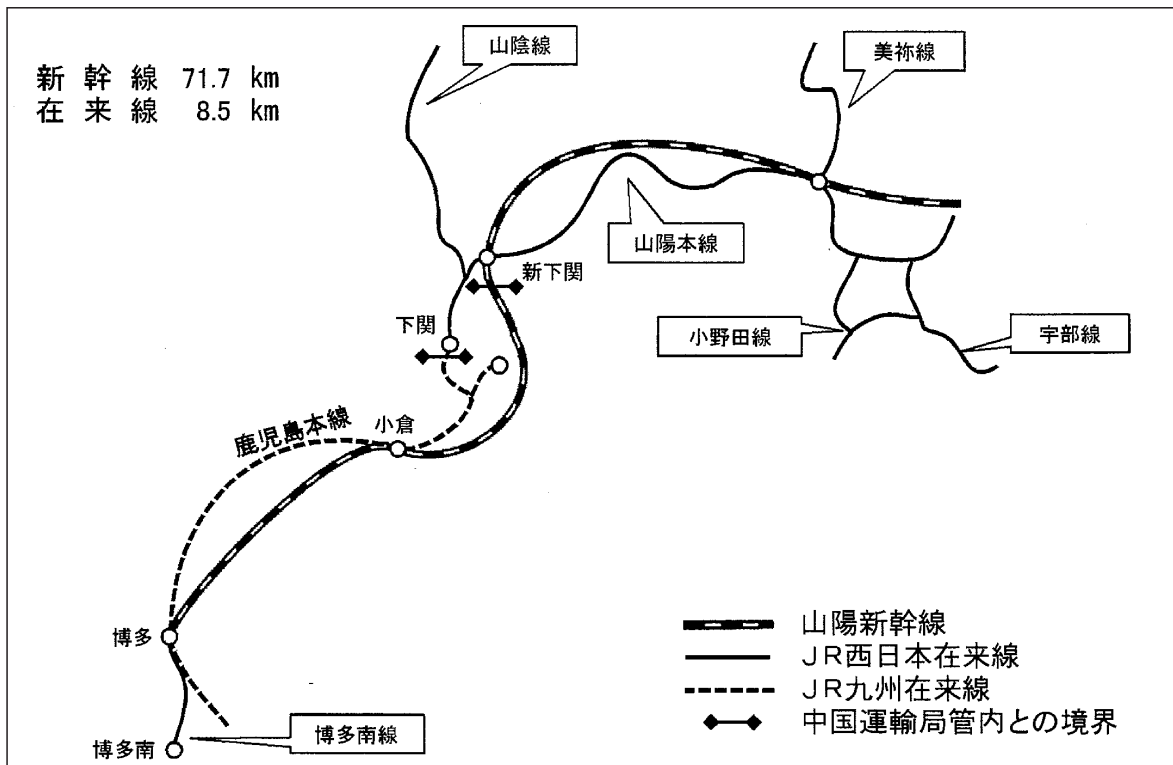 新幹線 71.7 km
在来線 8.5 km
山陰線
美祢線
山陽本線
新下関
下関
小野田線
宇部線
小倉
鹿児島本線
博多
博多南
博多南線
山陽新幹線
JR西日本在来線
JR九州在来線
中国運輸局管内との境界